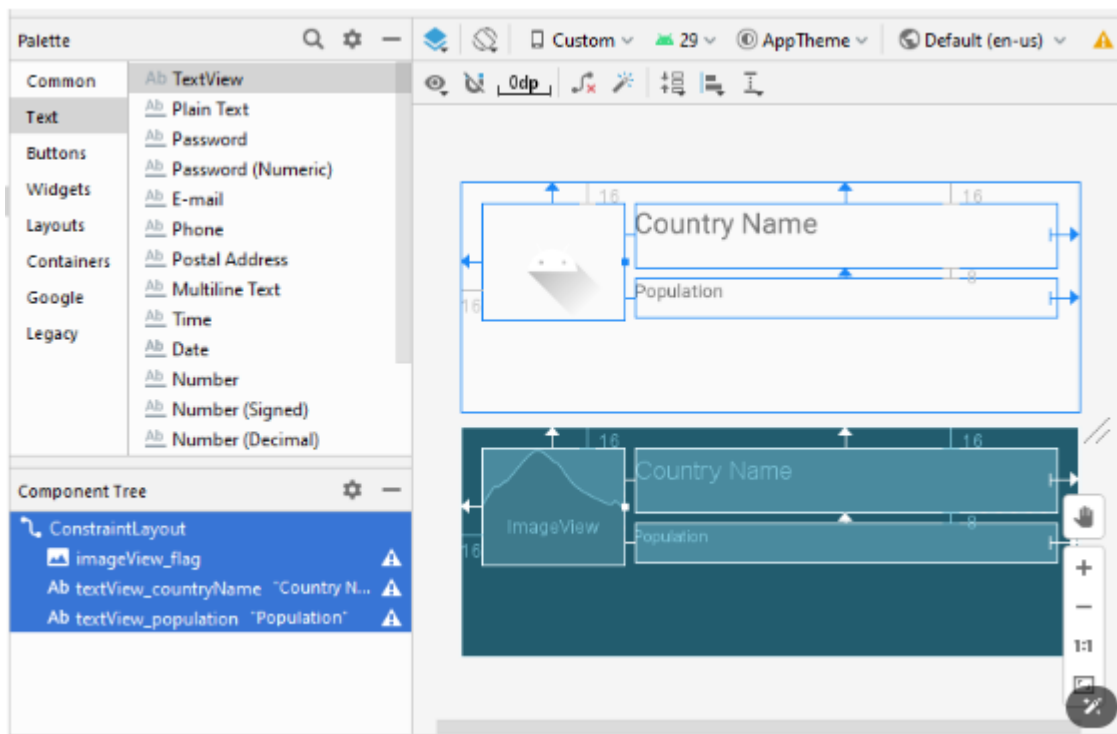 Palette
Custom
29
AppTheme
Default (en-us)
Common
Text
Buttons
Widgets
Layouts
Containers
Google
Legacy
Ab TextView
Ab Plain Text
Ab Password
Ab Password (Numeric)
Ab E-mail
Ab Phone
Ab Postal Address
Ab Multiline Text
Ab Time
Ab Date
Ab Number
Ab Number (Signed)
Ab Number (Decimal)
0dp
16
16
Country Name
8
Population
16
16
16
Country Name
ImageView
8
Population
16
1:1
Component Tree
ConstraintLayout
imageView_flag
Ab textView_countryName "Country N...
Ab textView_population "Population"